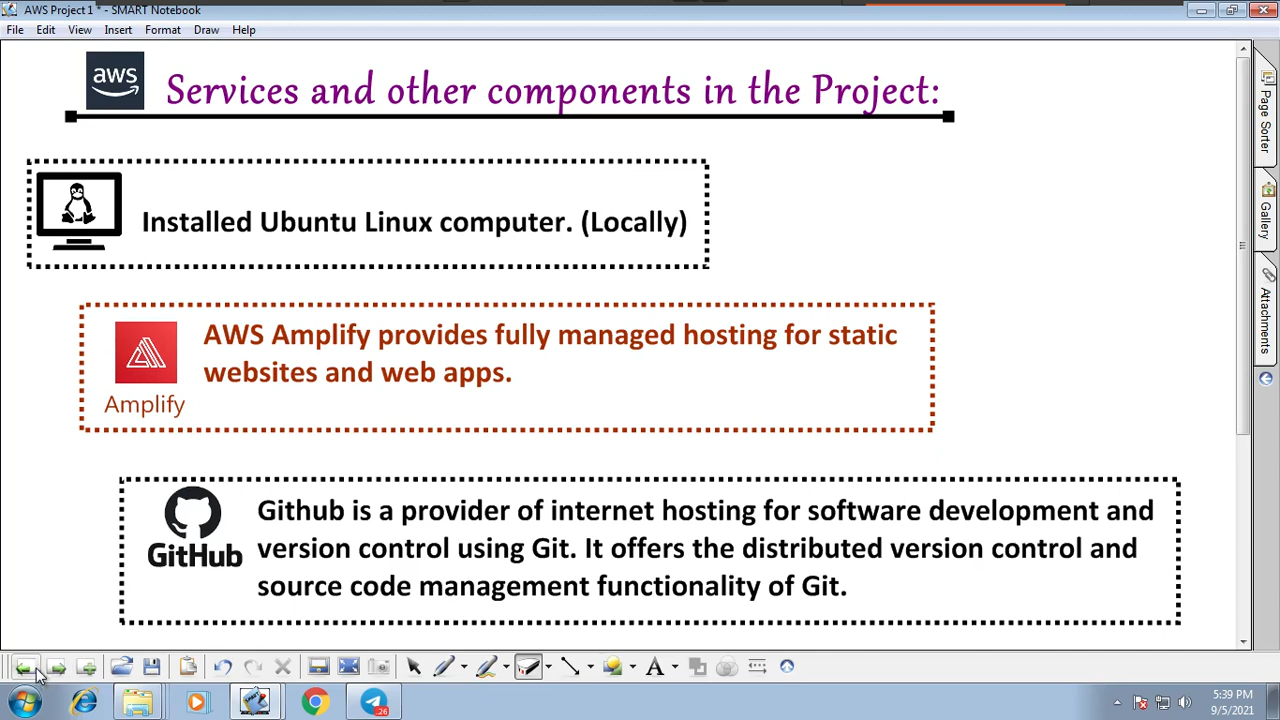 AWS Project 1 * - SMART Notebook
File Edit View Insert Format Draw Help
aws
Services and other components in the Project:
Installed Ubuntu Linux computer. (Locally)
AWS Amplify provides fully managed hosting for static
websites and web apps.
Amplify
Github is a provider of internet hosting for software development and
version control using Git. It offers the distributed version control and
source code management functionality of Git.
GitHub
Page Sorter
Gallery
Attachments
A
26
5:39 PM
9/5/2021